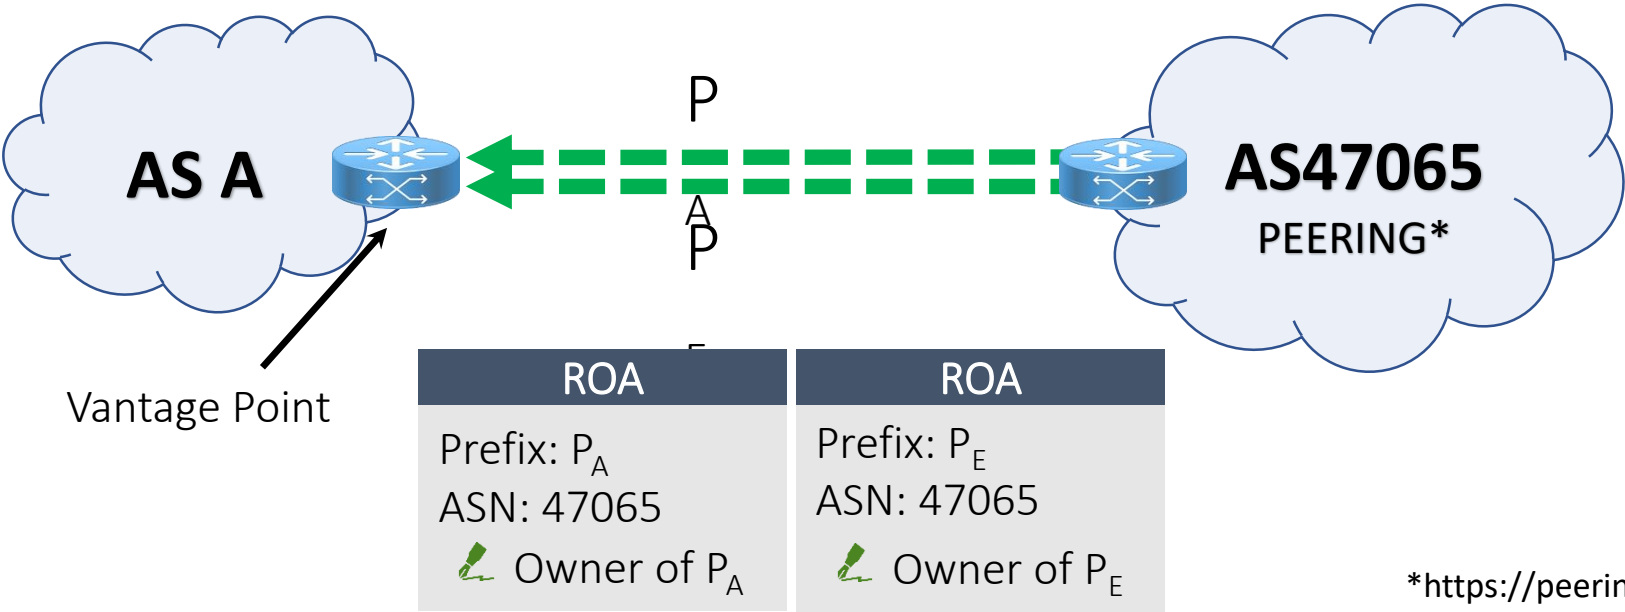 P
A
P
AS A
AS47065
PEERING*
Vantage Point
ROA
Prefix: PA
ASN: 47065
Owner of PA
ROA
Prefix: PE
ASN: 47065
Owner of PE
*https://peerin